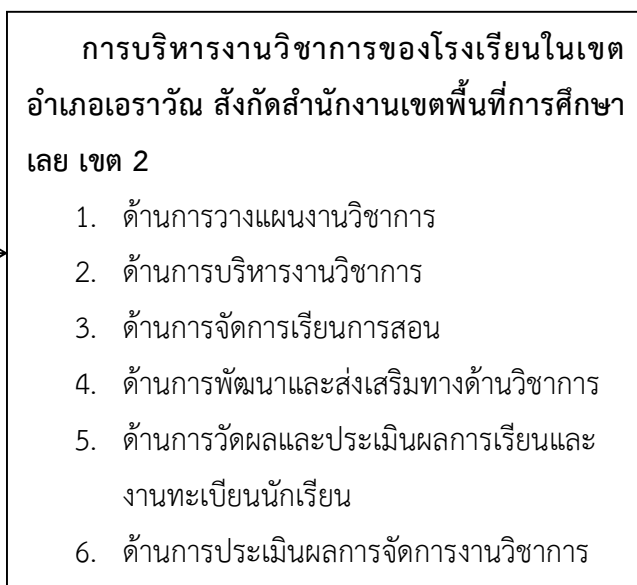 การบริหารงานวิชาการของโรงเรียนในเขต
อำเภอเอราวัณ สังกัดสำนักงานเขตพื้นที่การศึกษา
เลย เขต 2
1. ด้านการวางแผนงานวิชาการ
2. ด้านการบริหารงานวิชาการ
3. ด้านการจัดการเรียนการสอน
4. ด้านการพัฒนาและส่งเสริมทางด้านวิชาการ
5. ด้านการวัดผลและประเมินผลการเรียนและ
งานทะเบียนนักเรียน
6. ด้านการประเมินผลการจัดการงานวิชาการ